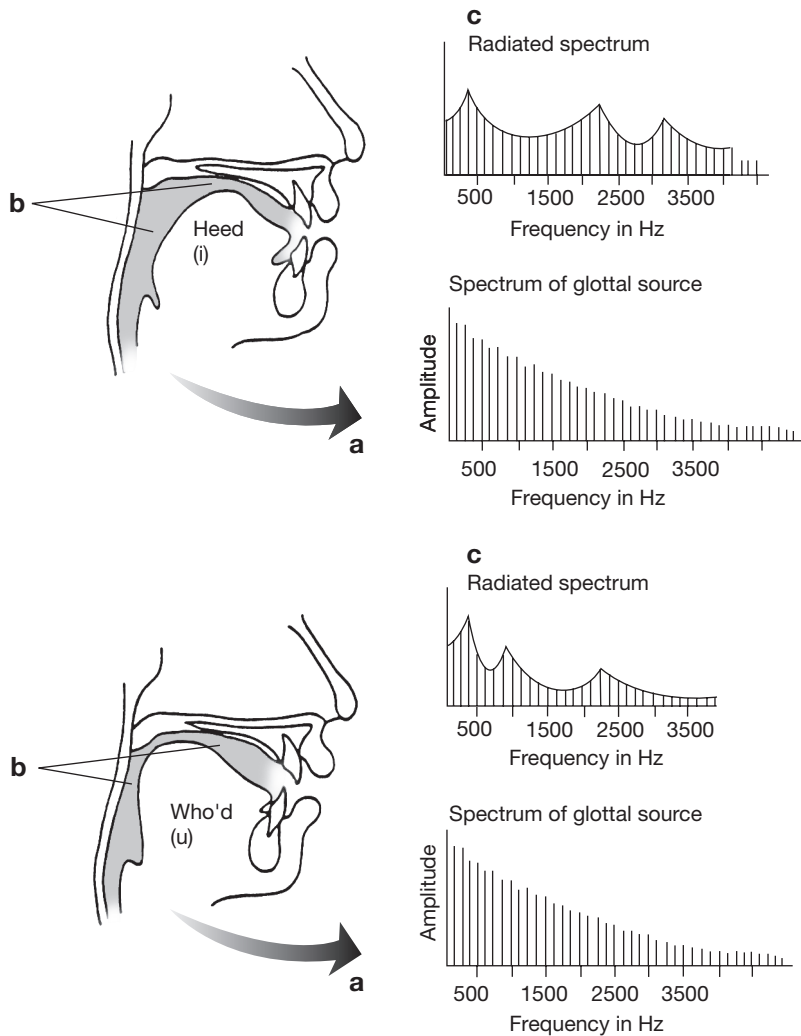 c
Radiated spectrum
500 1500 2500 3500
Frequency in Hz
b
Heed
(i)
a
Spectrum of glottal source
Amplitude
500 1500 2500 3500
Frequency in Hz
c
Radiated spectrum
500 1500 2500 3500
Frequency in Hz
b
Who'd
(u)
a
Spectrum of glottal source
Amplitude
500 1500 2500 3500
Frequency in Hz